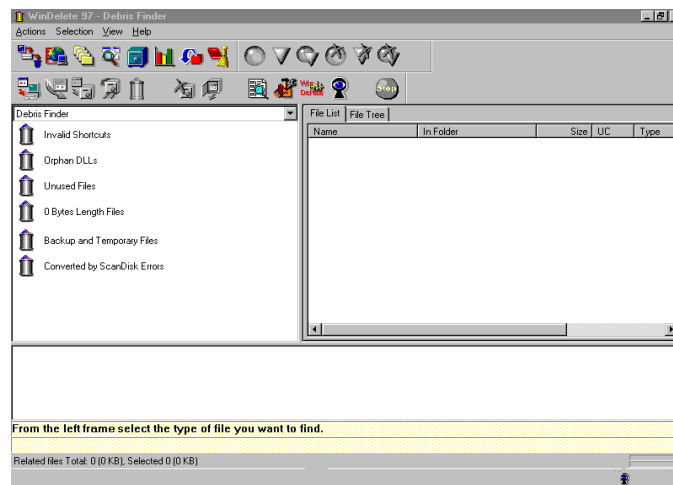 WinDelete 97 - Debris Finder
Actions Selection View Help
Stop
Debris Finder
File List File Tree
Name In Folder Size UC Type
Invalid Shortcuts
Orphan DLLs
Unused Files
0 Bytes Length Files
Backup and Temporary Files
Converted by ScanDisk Errors
From the left frame select the type of file you want to find.
Related files Total: 0 (0 KB), Selected 0 (0 KB)